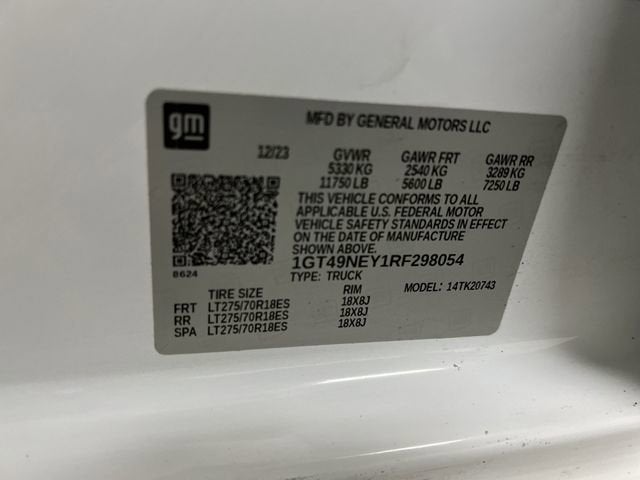 gm
MFD BY GENERAL MOTORS LLC
12/23 GVWR GAWR FRT GAWR RR
5330 KG 2540 KG 3289 KG
11750 LB 5600 LB 7250 LB
THIS VEHICLE CONFORMS TO ALL
APPLICABLE U.S. FEDERAL MOTOR
VEHICLE SAFETY STANDARDS IN EFFECT
ON THE DATE OF MANUFACTURE
SHOWN ABOVE.
8624
1GT49NEY1RF298054
TYPE: TRUCK MODEL: 14TK20743
TIRE SIZE RIM
FRT LT275/70R18ES 18X8J
RR LT275/70R18ES 18X8J
SPA LT275/70R18ES 18X8J